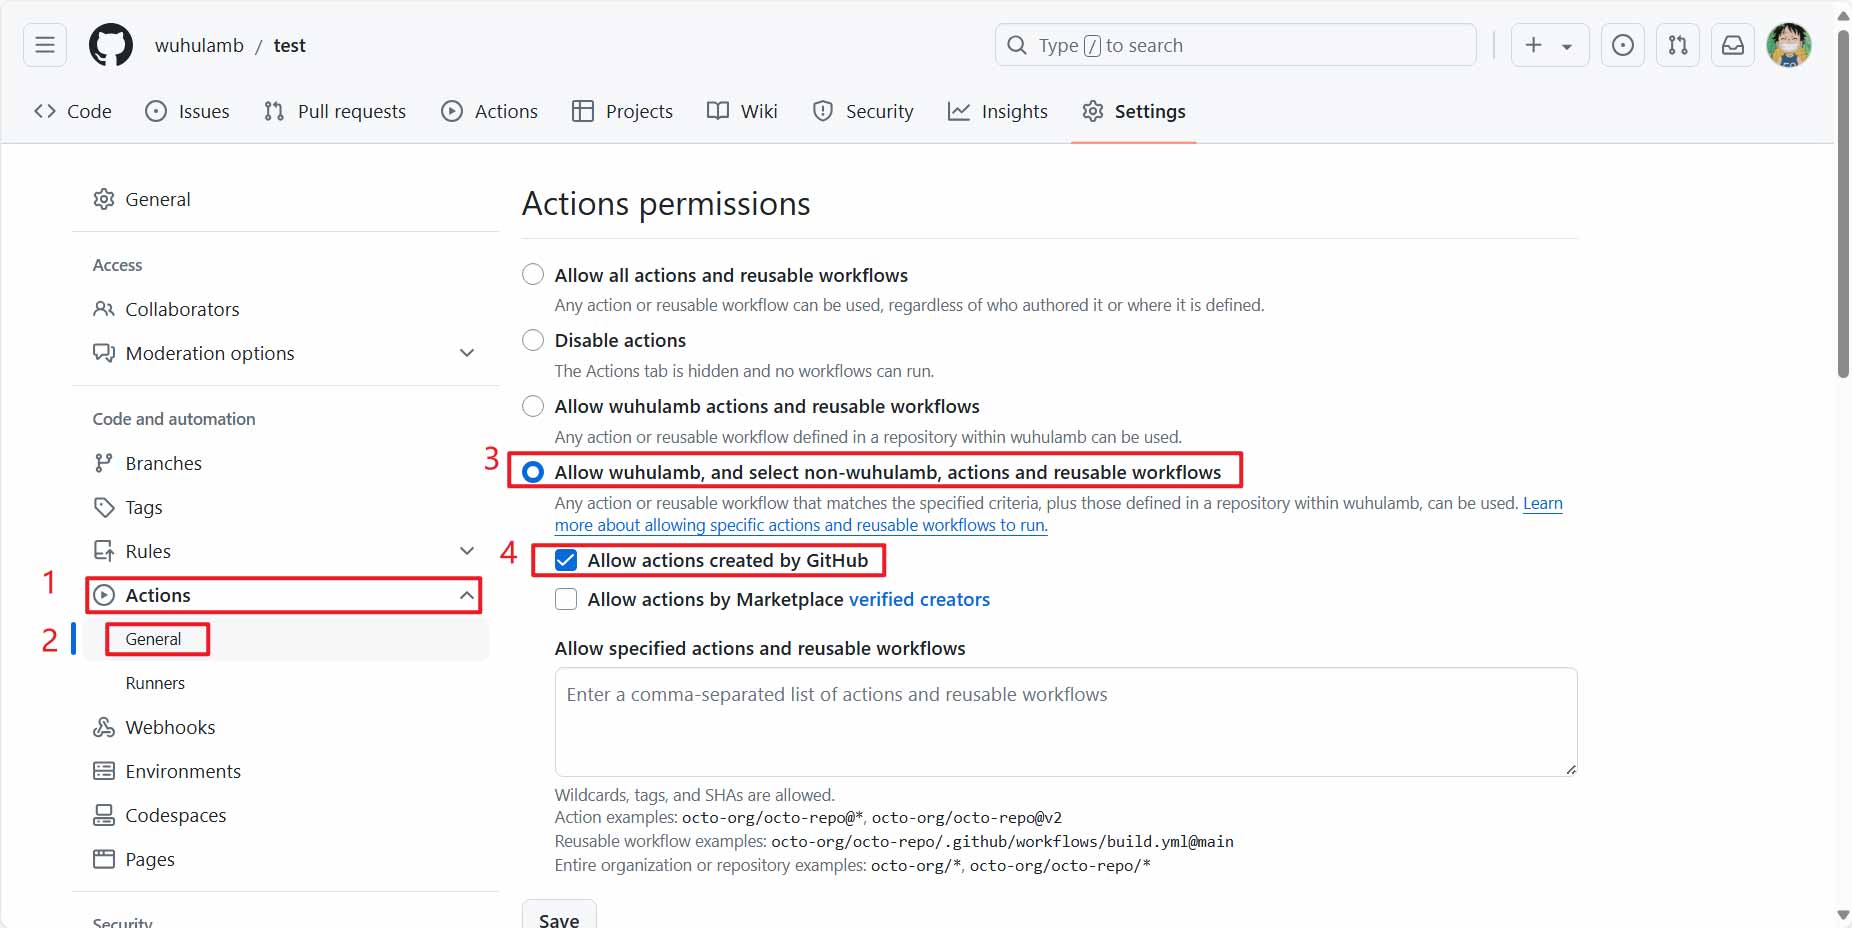 wuhulamb / test
Type / to search
Code
Issues
Pull requests
Actions
Projects
Wiki
Security
Insights
Settings
General
Access
Collaborators
Moderation options
Code and automation
Branches
Tags
Rules
1
Actions
2
General
Runners
Webhooks
Environments
Codespaces
Pages
Security
Actions permissions
Allow all actions and reusable workflows
Any action or reusable workflow can be used, regardless of who authored it or where it is defined.
Disable actions
The Actions tab is hidden and no workflows can run.
Allow wuhulamb actions and reusable workflows
Any action or reusable workflow defined in a repository within wuhulamb can be used.
3
Allow wuhulamb, and select non-wuhulamb, actions and reusable workflows
Any action or reusable workflow that matches the specified criteria, plus those defined in a repository within wuhulamb, can be used. Learn
more about allowing specific actions and reusable workflows to run.
4
Allow actions created by GitHub
Allow actions by Marketplace verified creators
Allow specified actions and reusable workflows
Enter a comma-separated list of actions and reusable workflows
Wildcards, tags, and SHAs are allowed.
Action examples: octo-org/octo-repo@*, octo-org/octo-repo@v2
Reusable workflow examples: octo-org/octo-repo/.github/workflows/build.yml@main
Entire organization or repository examples: octo-org/*, octo-org/octo-repo/*
Save